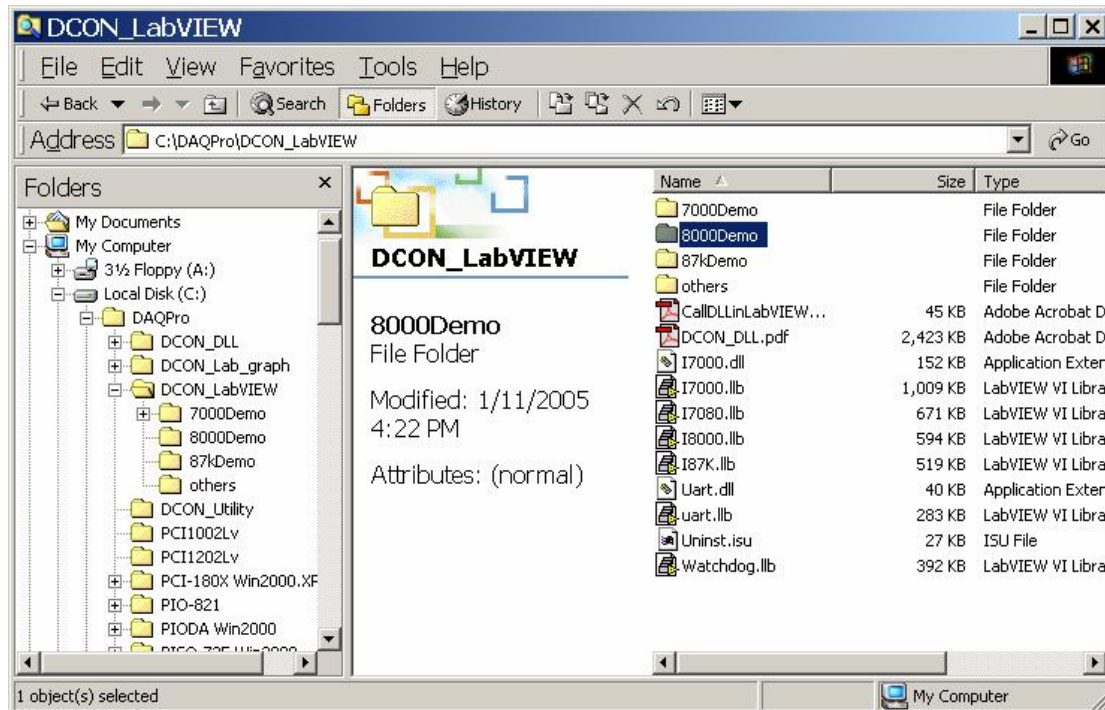 DCON_LabVIEW
File Edit View Favorites Tools Help
Back Search Folders History
Address C:\DAQPro\DCON_LabVIEW Go
Folders ×
My Documents
My Computer
3½ Floppy (A:)
Local Disk (C:)
DAQPro
DCON_DLL
DCON_Lab_graph
DCON_LabVIEW
7000Demo
8000Demo
87kDemo
others
DCON_Utility
PCI1002Lv
PCI1202Lv
PCI-180X Win2000.XF
PIO-821
PIODA Win2000
DCON_LabVIEW
8000Demo
File Folder
Modified: 1/11/2005
4:22 PM
Attributes: (normal)
Name Size Type
7000Demo File Folder
8000Demo File Folder
87kDemo File Folder
others File Folder
CallDLLinLabVIEW... 45 KB Adobe Acrobat D
DCON_DLL.pdf 2,423 KB Adobe Acrobat D
I7000.dll 152 KB Application Exter
I7000.llb 1,009 KB LabVIEW VI Libra
I7080.llb 671 KB LabVIEW VI Libra
I8000.llb 594 KB LabVIEW VI Libra
I87K.llb 519 KB LabVIEW VI Libra
Uart.dll 40 KB Application Exter
uart.llb 283 KB LabVIEW VI Libra
Uninst.isu 27 KB ISU File
Watchdog.llb 392 KB LabVIEW VI Libra
1 object(s) selected My Computer